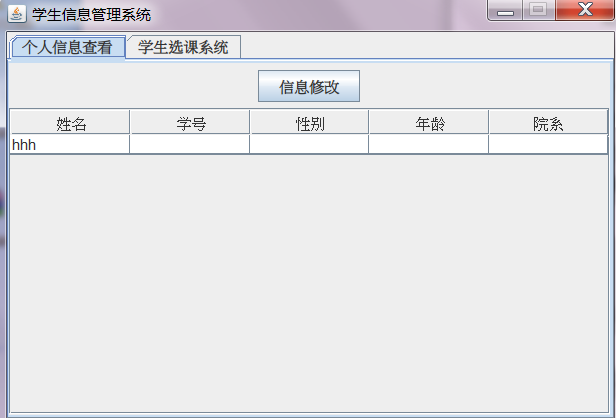 学生信息管理系统
个人信息查看 学生选课系统
信息修改
姓名 学号 性别 年龄 院系
hhh